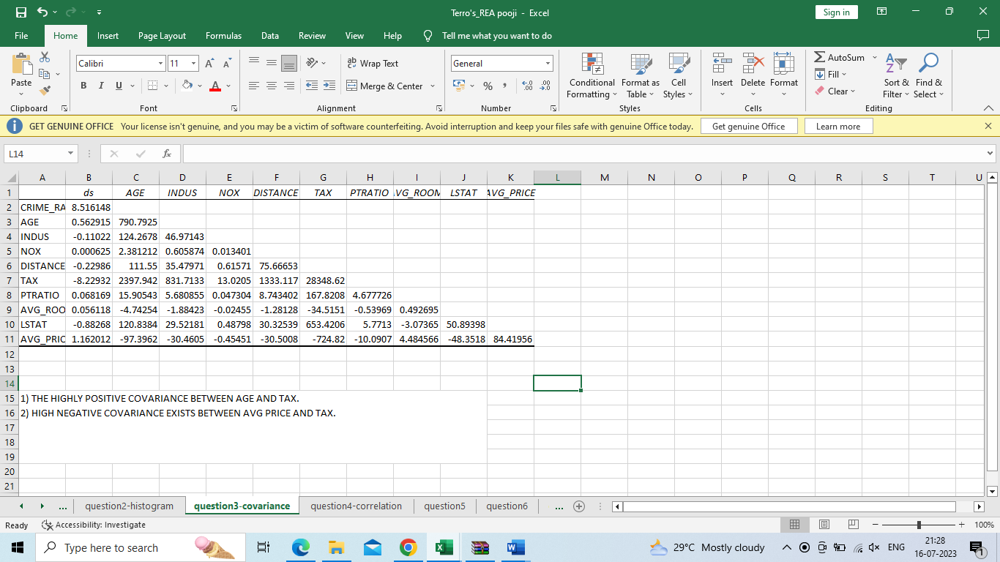 Terro's_REA pooji - Excel
Sign in
File Home Insert Page Layout Formulas Data Review View Help Tell me what you want to do
Paste
Clipboard
Calibri 11
B I U A
Font
Wrap Text
Merge & Center
Alignment
General
% ,
Number
Conditional Formatting
Format as Table
Cell Styles
Styles
Insert Delete Format
Cells
AutoSum
Fill
Clear
Sort & Filter
Find & Select
Editing
GET GENUINE OFFICE Your license isn't genuine, and you may be a victim of software counterfeiting. Avoid interruption and keep your files safe with genuine Office today. Get genuine Office Learn more
L14 fx
A B C D E F G H I J K L M N O P Q R S T U
1 ds AGE INDUS NOX DISTANCE TAX PTRATIO VG_ROOM LSTAT AVG_PRICE
2 CRIME_RA 8.516148
3 AGE 0.562915 790.7925
4 INDUS -0.11022 124.2678 46.97143
5 NOX 0.000625 2.381212 0.605874 0.013401
6 DISTANCE -0.22986 111.55 35.47971 0.61571 75.66653
7 TAX -8.22932 2397.942 831.7133 13.0205 1333.117 28348.62
8 PTRATIO 0.068169 15.90543 5.680855 0.047304 8.743402 167.8208 4.677726
9 AVG_ROO 0.056118 -4.74254 -1.88423 -0.02455 -1.28128 -34.5151 -0.53969 0.492695
10 LSTAT -0.88268 120.8384 29.52181 0.48798 30.32539 653.4206 5.7713 -3.07365 50.89398
11 AVG_PRIC 1.162012 -97.3962 -30.4605 -0.45451 -30.5008 -724.82 -10.0907 4.484566 -48.3518 84.41956
12
13
14
15 1) THE HIGHLY POSITIVE COVARIANCE BETWEEN AGE AND TAX.
16 2) HIGH NEGATIVE COVARIANCE EXISTS BETWEEN AVG PRICE AND TAX.
17
18
19
20
21
... question2-histogram question3-covariance question4-correlation question5 question6 ...
Ready Accessibility: Investigate 100%
Type here to search
29°C Mostly cloudy
ENG
21:28
16-07-2023
1